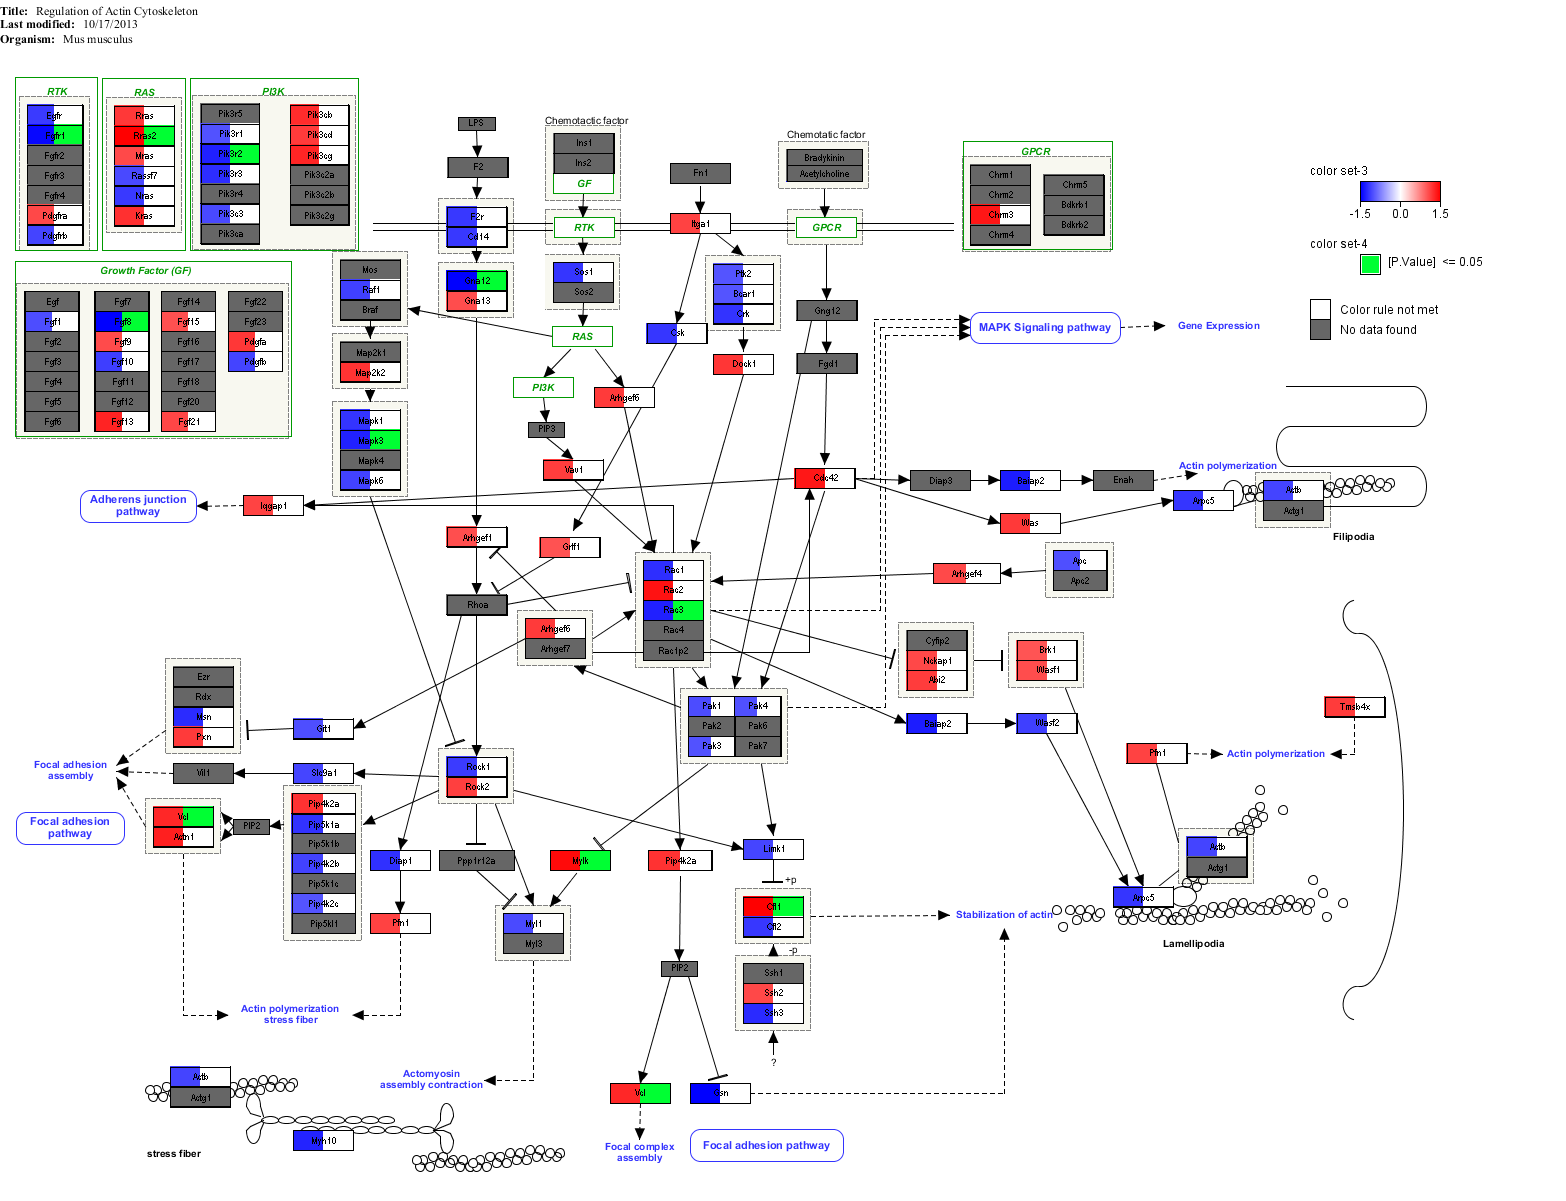 Title: Regulation of Actin Cytoskeleton
Last modified: 10/17/2013
Organism: Mus musculus
RTK
Egfr
Fgfr1
Fgfr2
Fgfr3
Fgfr4
Pdgfra
Pdgfrb
RAS
Rras
Rras2
Mras
Rassf7
Nras
Kras
PI3K
Pik3r5
Pik3r1
Pik3r2
Pik3r3
Pik3r4
Pik3c3
Pik3ca
Pik3cb
Pik3cd
Pik3cg
Pik3c2a
Pik3c2b
Pik3c2g
Growth Factor (GF)
Egf
Fgf1
Fgf2
Fgf3
Fgf4
Fgf5
Fgf6
Fgf7
Fgf8
Fgf9
Fgf10
Fgf11
Fgf12
Fgf13
Fgf14
Fgf15
Fgf16
Fgf17
Fgf18
Fgf20
Fgf21
Fgf22
Fgf23
Pdgfa
Pdgfb
LPS
F2
F2r
Cd14
Gna12
Gna13
Mos
Raf1
Braf
Map2k1
Map2k2
Mapk1
Mapk3
Mapk4
Mapk6
Chemotactic factor
Ins1
Ins2
GF
RTK
Sos1
Sos2
RAS
PI3K
PIP3
Vav1
Arhgef6
Fn1
Itga1
Csk
Ptk2
Bcar1
Crk
Dock1
Chemotatic factor
Bradykinin
Acetylcholine
GPCR
Gng12
Fgd1
Cdc42
GPCR
Chrm1
Chrm2
Chrm3
Chrm4
Chrm5
Bdkrb1
Bdkrb2
color set-3
-1.5 0.0 1.5
color set-4
[P.Value] <= 0.05
Color rule not met
No data found
MAPK Signaling pathway
Gene Expression
Diap3
Baiap2
Enah
Actin polymerization
Was
Arpc5
Actb
Actg1
Filipodia
Adherens junction
pathway
Iqgap1
Arhgef1
Grlf1
Rhoa
Arhgef6
Arhgef7
Rac1
Rac2
Rac3
Rac4
Rac1p2
Arhgef4
Apc
Apc2
Cyfip2
Nckap1
Abi2
Brk1
Wasf1
Ezr
Rdx
Msn
Pxn
Git1
Pak1
Pak2
Pak3
Pak4
Pak6
Pak7
Baiap2
Wasf2
Tmsb4x
Pfn1
Actin polymerization
Focal adhesion
assembly
Vil1
Slc9a1
Rock1
Rock2
Focal adhesion
pathway
Vcl
Actn1
PIP2
Pip4k2a
Pip5k1a
Pip5k1b
Pip4k2b
Pip5k1c
Pip4k2c
Pip5kl1
Diap1
Pfn1
Ppp1r12a
Mylk
Pip4k2a
Limk1
+p
Cfl1
Cfl2
-p
Myl1
Myl3
Ssh1
Ssh2
Ssh3
?
Stabilization of actin
Actb
Actg1
Arpc5
Lamellipodia
PIP2
Actin polymerization
stress fiber
Actomyosin
assembly contraction
Actb
Actg1
Myh10
stress fiber
Vcl
Msn
Focal complex
assembly
Focal adhesion pathway